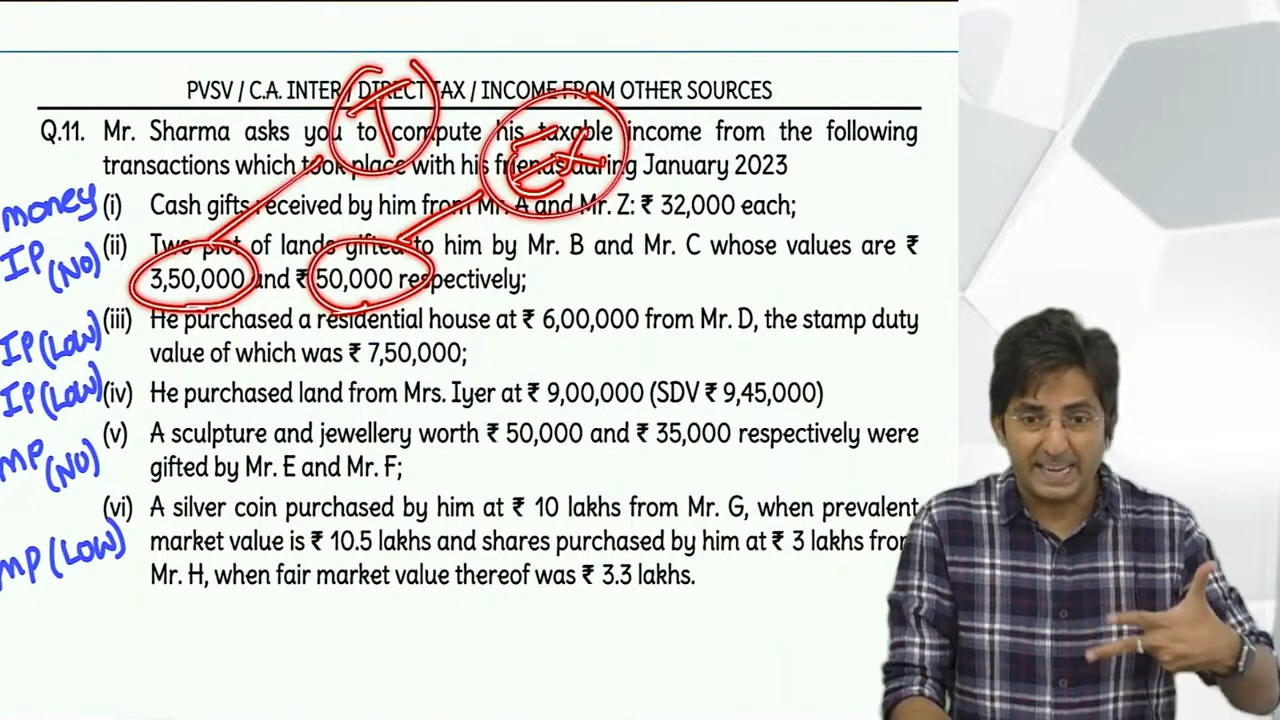 PVSV / C.A. INTER / DIRECT TAX / INCOME FROM OTHER SOURCES
T
Ex
Q.11. Mr. Sharma asks you to compute his taxable income from the following
transactions which took place with his friends during January 2023
money (i) Cash gifts received by him from Mr. A and Mr. Z: ₹ 32,000 each;
IP (NO) (ii) Two plot of lands gifted to him by Mr. B and Mr. C whose values are ₹
3,50,000 and ₹ 50,000 respectively;
IP (LOW) (iii) He purchased a residential house at ₹ 6,00,000 from Mr. D, the stamp duty
value of which was ₹ 7,50,000;
IP (LOW) (iv) He purchased land from Mrs. Iyer at ₹ 9,00,000 (SDV ₹ 9,45,000)
MP (NO) (v) A sculpture and jewellery worth ₹ 50,000 and ₹ 35,000 respectively were
gifted by Mr. E and Mr. F;
MP (LOW) (vi) A silver coin purchased by him at ₹ 10 lakhs from Mr. G, when prevalent
market value is ₹ 10.5 lakhs and shares purchased by him at ₹ 3 lakhs from
Mr. H, when fair market value thereof was ₹ 3.3 lakhs.